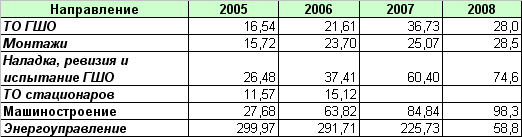 Направление 2005 2006 2007 2008
ТО ГШО 16,54 21,61 36,73 28,0
Монтажи 15,72 23,70 25,07 28,5
Наладка, ревизия и
испытание ГШО 26,48 37,41 60,40 74,6
ТО стационаров 11,57 15,12
Машиностроение 27,68 63,82 84,84 98,3
Энергоуправление 299,97 291,71 225,73 58,8